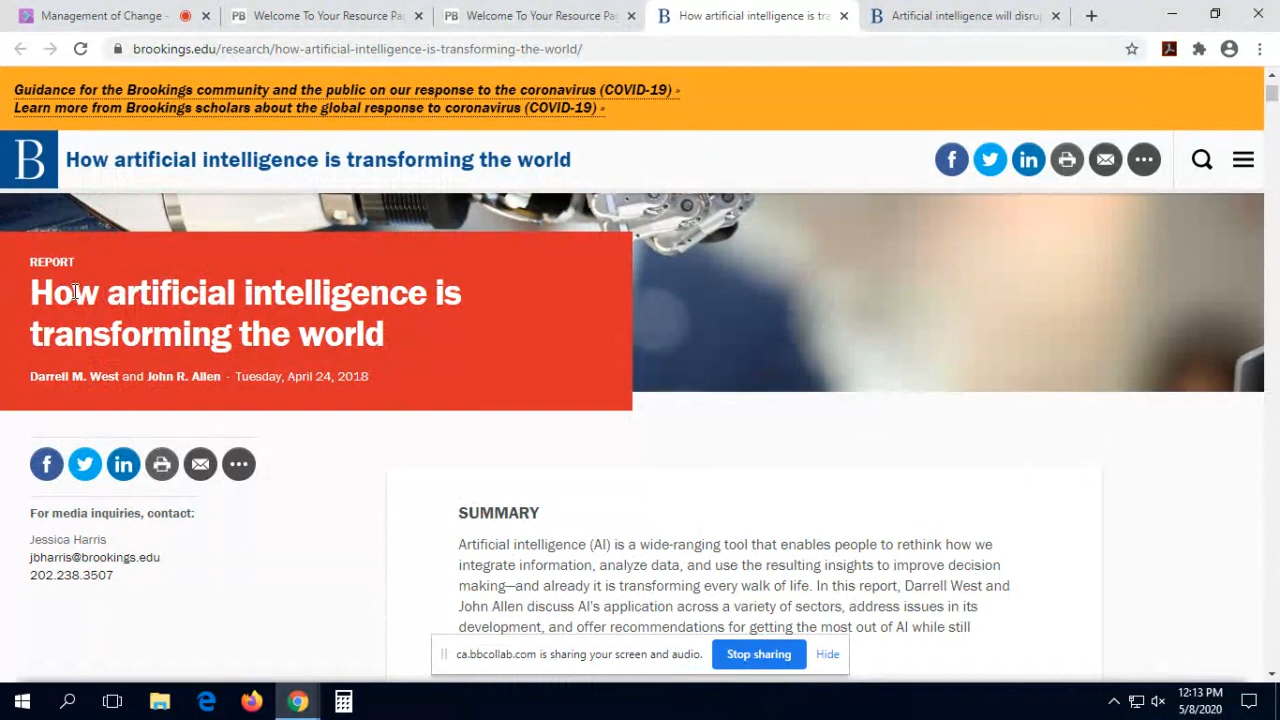 Management of Change -
Welcome To Your Resource Pa
Welcome To Your Resource Pa
How artificial intelligence is tra
Artificial intelligence will disru
brookings.edu/research/how-artificial-intelligence-is-transforming-the-world/
Guidance for the Brookings community and the public on our response to the coronavirus (COVID-19) »
Learn more from Brookings scholars about the global response to coronavirus (COVID-19) »
B How artificial intelligence is transforming the world
REPORT
How artificial intelligence is
transforming the world
Darrell M. West and John R. Allen - Tuesday, April 24, 2018
For media inquiries, contact:
Jessica Harris
jbharris@brookings.edu
202.238.3507
SUMMARY
Artificial intelligence (AI) is a wide-ranging tool that enables people to rethink how we
integrate information, analyze data, and use the resulting insights to improve decision
making—and already it is transforming every walk of life. In this report, Darrell West and
John Allen discuss AI's application across a variety of sectors, address issues in its
development, and offer recommendations for getting the most out of AI while still
ca.bbcollab.com is sharing your screen and audio. Stop sharing Hide
12:13 PM
5/8/2020